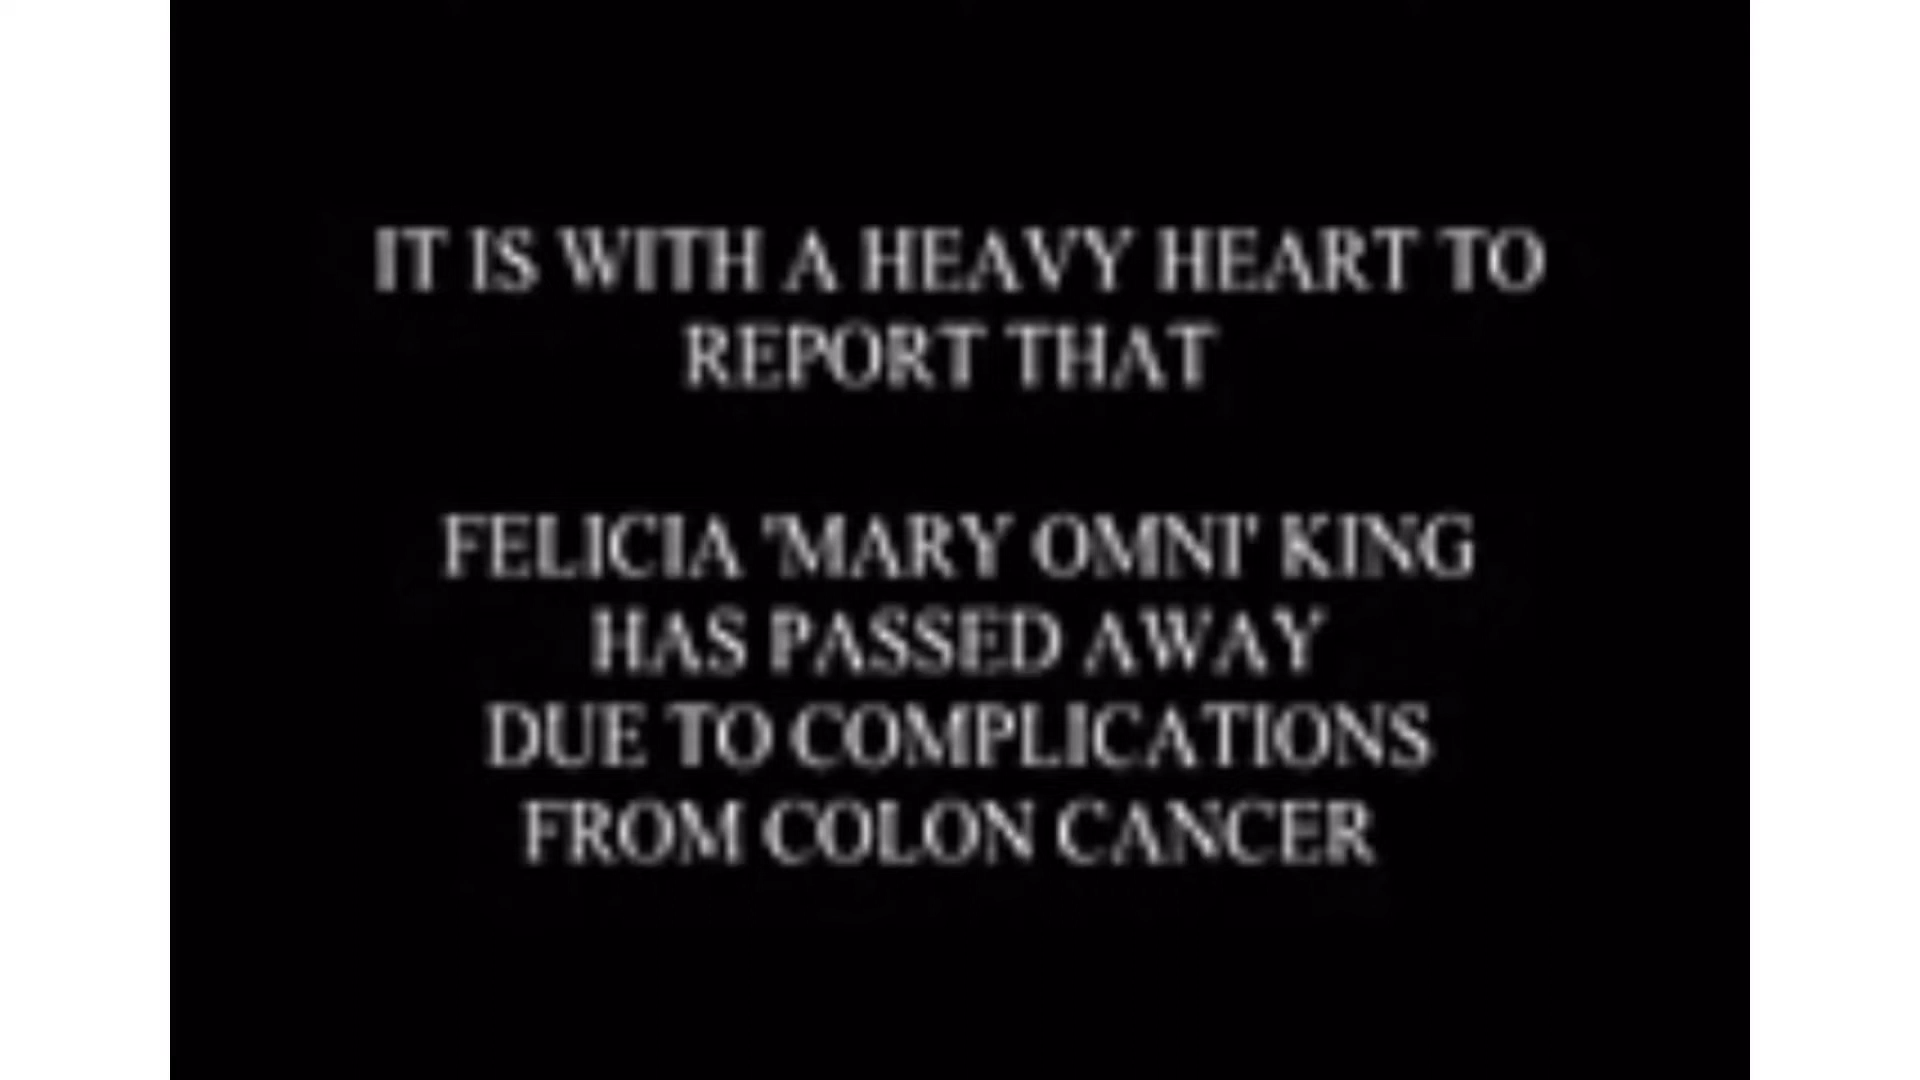 IT IS WITH A HEAVY HEART TO
REPORT THAT
FELICIA 'MARY OMNI' KING
HAS PASSED AWAY
DUE TO COMPLICATIONS
FROM COLON CANCER